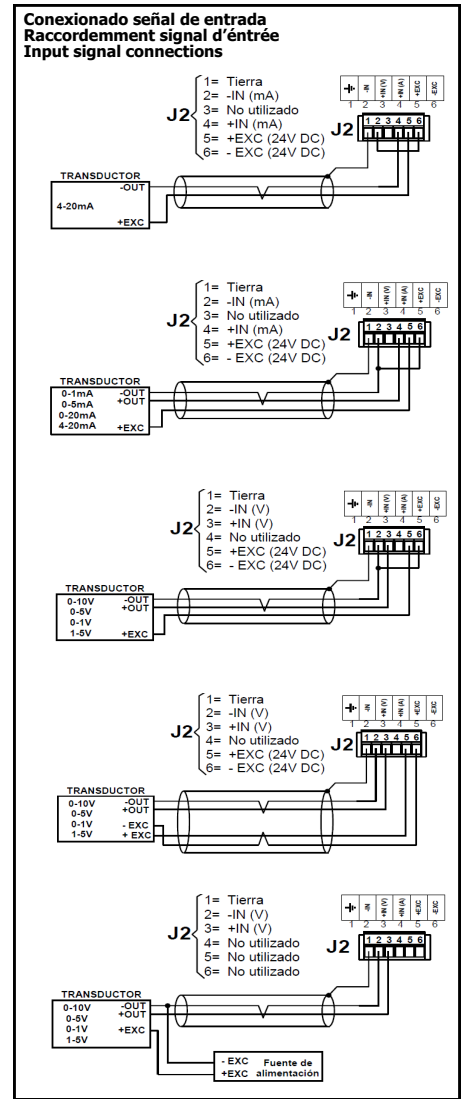 Conexionado señal de entrada
Raccordemment signal d'éntrée
Input signal connections
J2
1= Tierra
2= -IN (mA)
3= No utilizado
4= +IN (mA)
5= +EXC (24V DC)
6= - EXC (24V DC)
-IN +IN (V) +IN (A) +EXC -EXC
1 2 3 4 5 6
J2
1 2 3 4 5 6
TRANSDUCTOR
-OUT
4-20mA
+EXC
J2
1= Tierra
2= -IN (mA)
3= No utilizado
4= +IN (mA)
5= +EXC (24V DC)
6= - EXC (24V DC)
-IN +IN (V) +IN (A) +EXC -EXC
1 2 3 4 5 6
J2
1 2 3 4 5 6
TRANSDUCTOR
0-1mA -OUT
0-5mA +OUT
0-20mA
4-20mA +EXC
J2
1= Tierra
2= -IN (V)
3= +IN (V)
4= No utilizado
5= +EXC (24V DC)
6= - EXC (24V DC)
-IN +IN (V) +IN (A) +EXC -EXC
1 2 3 4 5 6
J2
1 2 3 4 5 6
TRANSDUCTOR
0-10V -OUT
0-5V +OUT
0-1V
1-5V +EXC
J2
1= Tierra
2= -IN (V)
3= +IN (V)
4= No utilizado
5= +EXC (24V DC)
6= - EXC (24V DC)
-IN +IN (V) +IN (A) +EXC -EXC
1 2 3 4 5 6
J2
1 2 3 4 5 6
TRANSDUCTOR
0-10V -OUT
0-5V +OUT
0-1V - EXC
1-5V + EXC
J2
1= Tierra
2= -IN (V)
3= +IN (V)
4= No utilizado
5= No utilizado
6= No utilizado
-IN +IN (V) +IN (A) +EXC -EXC
1 2 3 4 5 6
J2
1 2 3 4 5 6
TRANSDUCTOR
0-10V -OUT
0-5V +OUT
0-1V +EXC
1-5V
- EXC Fuente de
+EXC alimentación